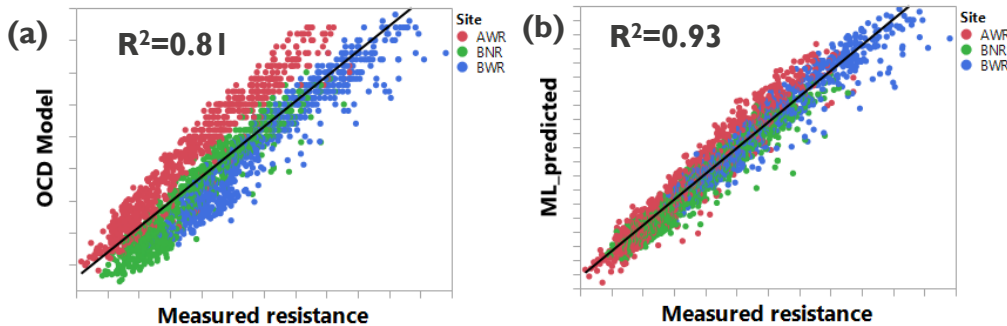 (a)
R²=0.81
OCD Model
Measured resistance
Site
AWR
BNR
BWR
(b)
R²=0.93
ML_predicted
Measured resistance
Site
AWR
BNR
BWR